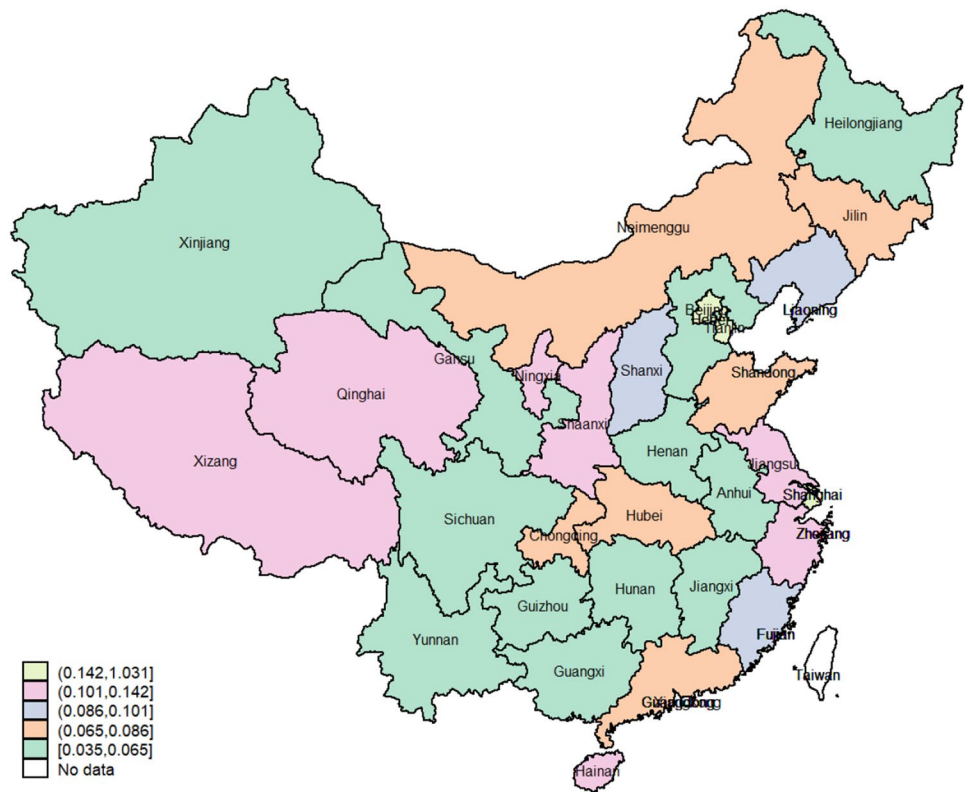 Heilongjiang
Jilin
Neimenggu
Xinjiang
Liaoning
Beijing
Hebei
Tianjin
Gansu
Ningxia
Shanxi
Shandong
Qinghai
Shaanxi
Henan
Jiangsu
Xizang
Anhui
Shanghai
Sichuan
Hubei
Chongqing
Zhejiang
Guizhou
Hunan
Jiangxi
Yunnan
Fujian
Guangxi
Taiwan
Hainan
(0.142,1.031]
(0.101,0.142]
(0.086,0.101]
(0.065,0.086]
[0.035,0.065]
No data